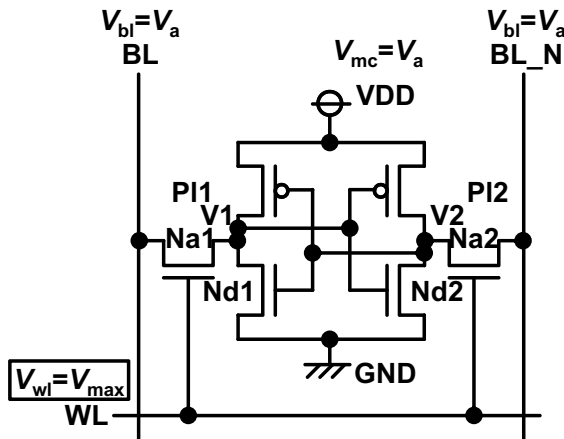 Vbl=Va
BL
Vmc=Va
VDD
Vbl=Va
BL_N
Pl1
V1
V2
Pl2
Na1
Na2
Nd1
Nd2
GND
Vwl=Vmax
WL